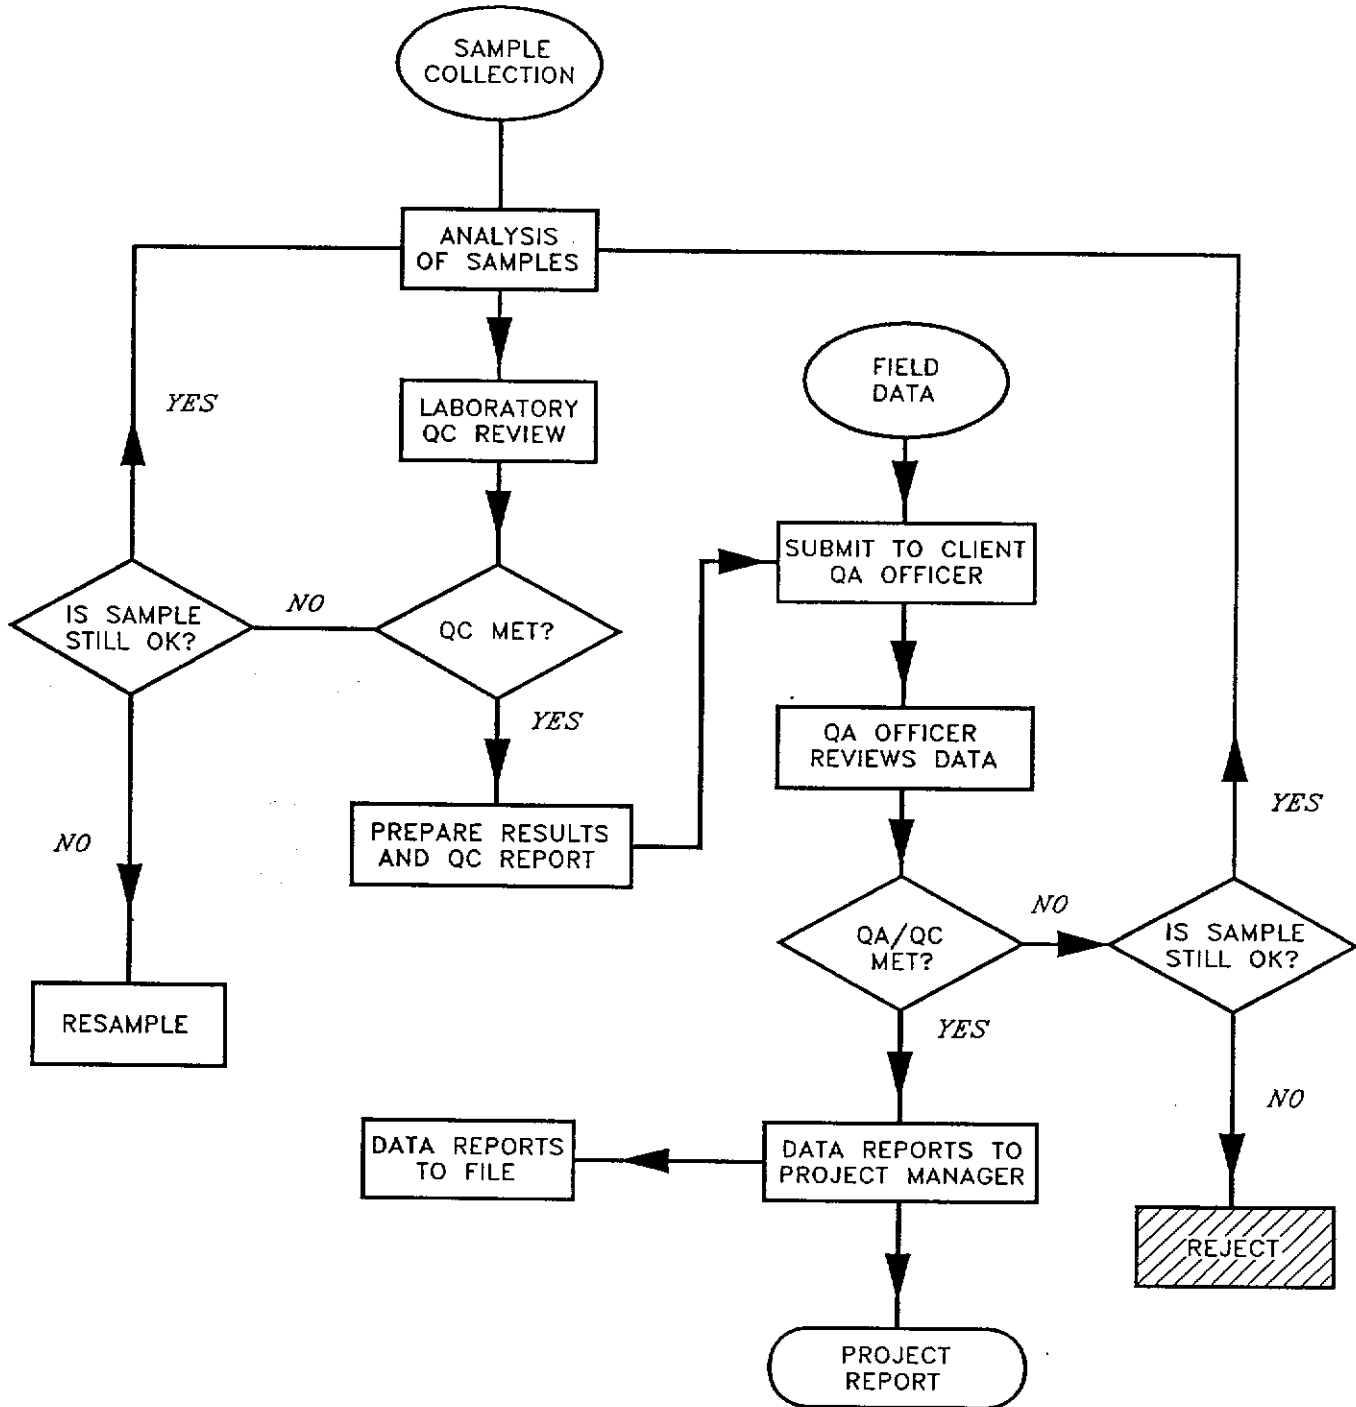 SAMPLE
COLLECTION
ANALYSIS
OF SAMPLES
YES
LABORATORY
QC REVIEW
FIELD
DATA
SUBMIT TO CLIENT
QA OFFICER
IS SAMPLE
STILL OK?
NO
QC MET?
YES
QA OFFICER
REVIEWS DATA
NO
PREPARE RESULTS
AND QC REPORT
YES
QA/QC
MET?
NO
IS SAMPLE
STILL OK?
RESAMPLE
YES
NO
DATA REPORTS
TO FILE
DATA REPORTS TO
PROJECT MANAGER
REJECT
PROJECT
REPORT